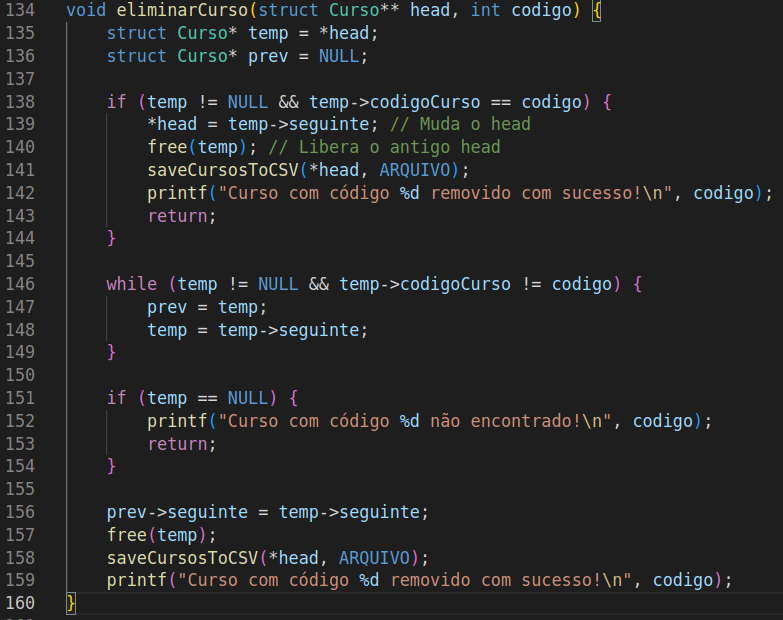 134 void eliminarCurso(struct Curso** head, int codigo) {
135     struct Curso* temp = *head;
136     struct Curso* prev = NULL;
137
138     if (temp != NULL && temp->codigoCurso == codigo) {
139         *head = temp->seguinte; // Muda o head
140         free(temp); // Libera o antigo head
141         saveCursosToCSV(*head, ARQUIVO);
142         printf("Curso com código %d removido com sucesso!\n", codigo);
143         return;
144     }
145
146     while (temp != NULL && temp->codigoCurso != codigo) {
147         prev = temp;
148         temp = temp->seguinte;
149     }
150
151     if (temp == NULL) {
152         printf("Curso com código %d não encontrado!\n", codigo);
153         return;
154     }
155
156     prev->seguinte = temp->seguinte;
157     free(temp);
158     saveCursosToCSV(*head, ARQUIVO);
159     printf("Curso com código %d removido com sucesso!\n", codigo);
160 }